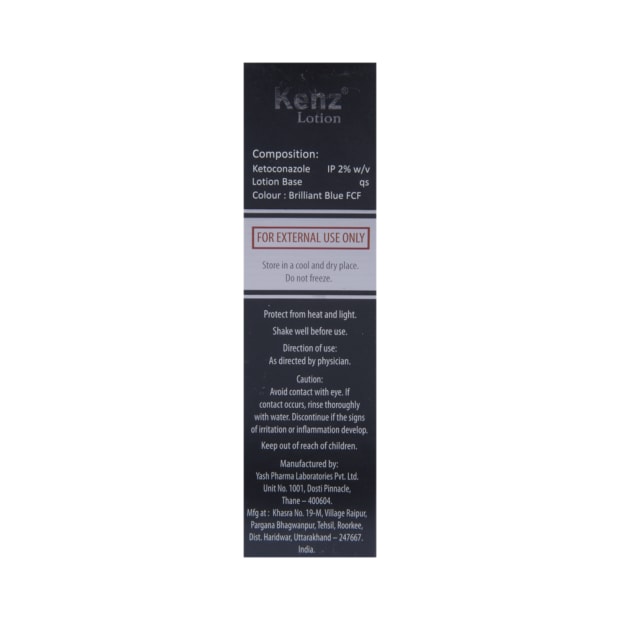 Kenz®
Lotion
Composition:
Ketoconazole IP 2% w/v
Lotion Base qs
Colour : Brilliant Blue FCF
FOR EXTERNAL USE ONLY
Store in a cool and dry place.
Do not freeze.
Protect from heat and light.
Shake well before use.
Direction of use:
As directed by physician.
Caution:
Avoid contact with eye. If
contact occurs, rinse thoroughly
with water. Discontinue if the signs
of irritation or inflammation develop.
Keep out of reach of children.
Manufactured by:
Yash Pharma Laboratories Pvt. Ltd.
Unit No. 1001, Dosti Pinnacle,
Thane – 400604.
Mfg at : Khasra No. 19-M, Village Raipur,
Pargana Bhagwanpur, Tehsil, Roorkee,
Dist. Haridwar, Uttarakhand – 247667.
India.